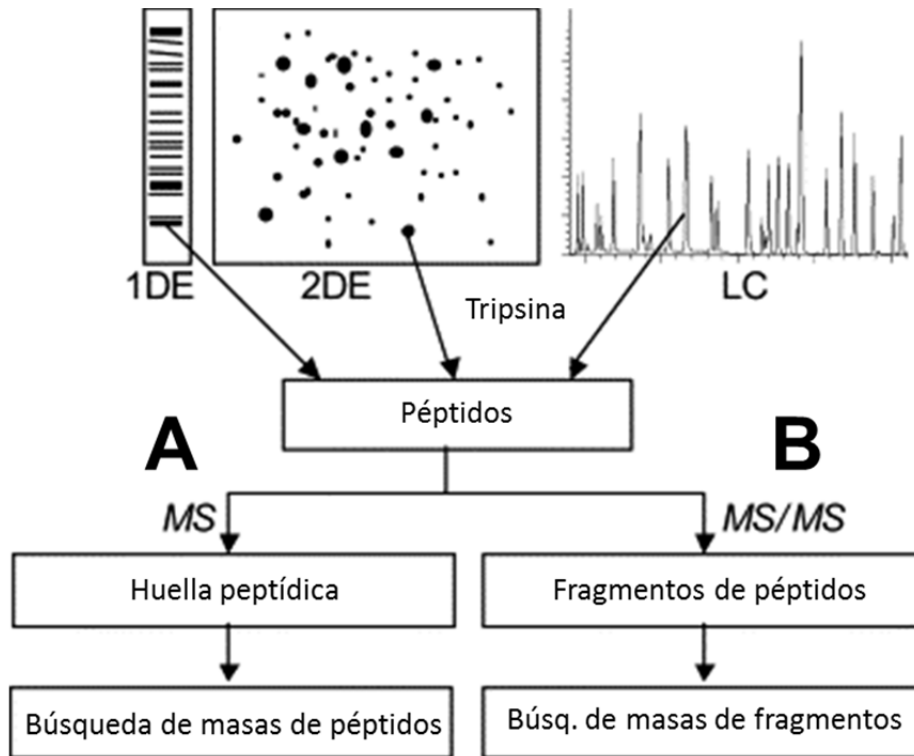 1DE
2DE
LC
Tripsina
Péptidos
A
B
MS
MS/MS
Huella peptídica
Fragmentos de péptidos
Búsqueda de masas de péptidos
Búsq. de masas de fragmentos